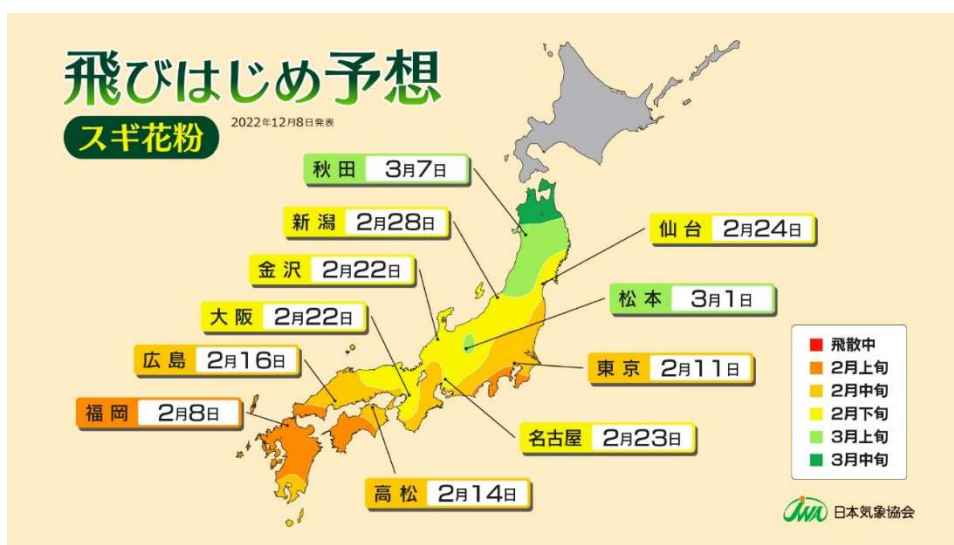 飛びはじめ予想
スギ花粉
2022年12月8日発表
秋田 3月7日
新潟 2月28日
仙台 2月24日
金沢 2月22日
松本 3月1日
大阪 2月22日
広島 2月16日
東京 2月11日
福岡 2月8日
名古屋 2月23日
高松 2月14日
飛散中
2月上旬
2月中旬
2月下旬
3月上旬
3月中旬
JWA 日本気象協会